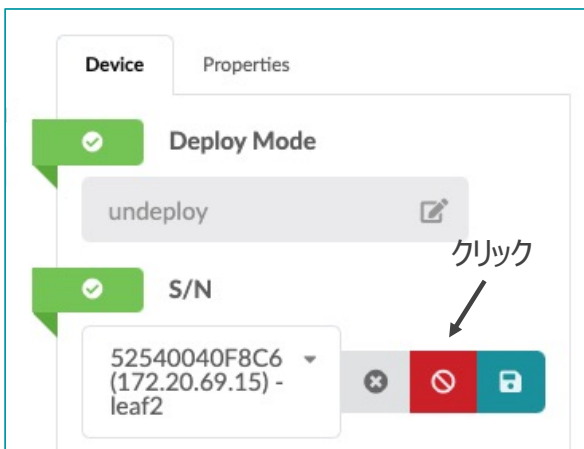 Device Properties
Deploy Mode
undeploy
クリック
S/N
52540040F8C6
(172.20.69.15) -
leaf2